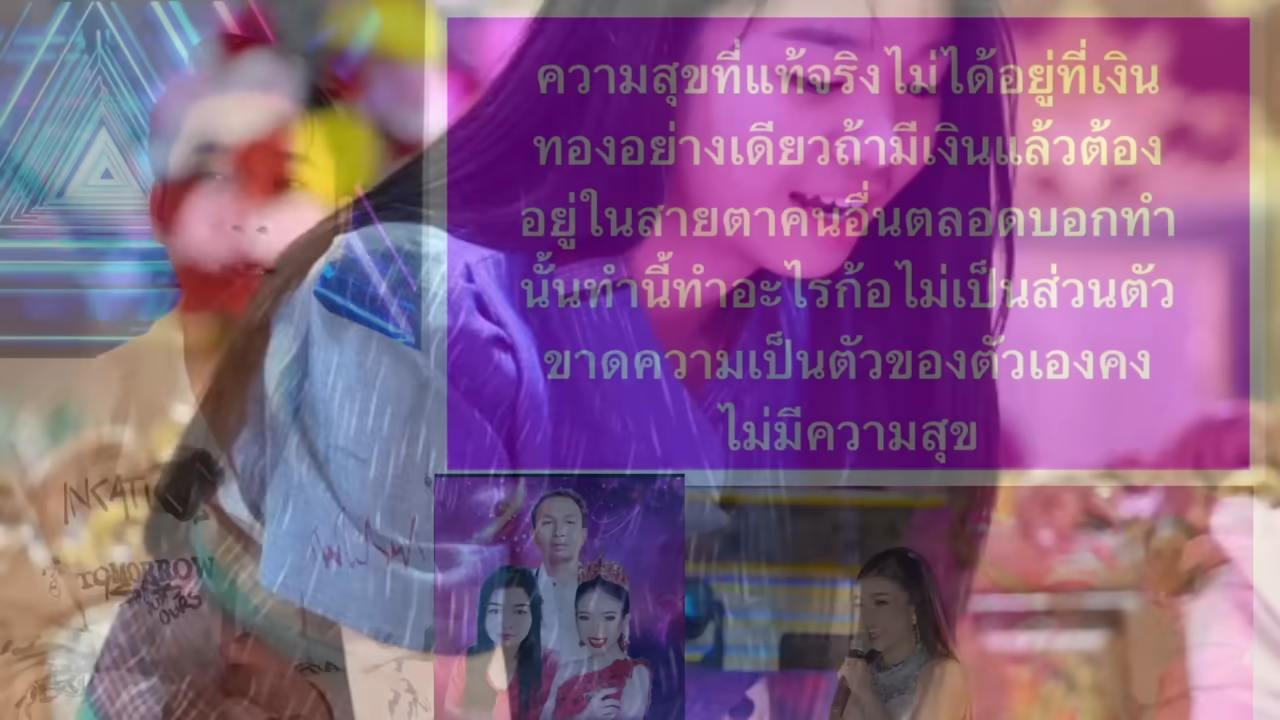 ความสุขที่แท้จริงไม่ได้อยู่ที่เงิน
ทองอย่างเดียวถ้ามีเงินแล้วต้อง
อยู่ในสายตาคนอื่นตลอดบอกทำ
นั้นทำนี้ทำอะไรก้อไม่เป็นส่วนตัว
ขาดความเป็นตัวของตัวเองคง
ไม่มีความสุข
TOMORROW